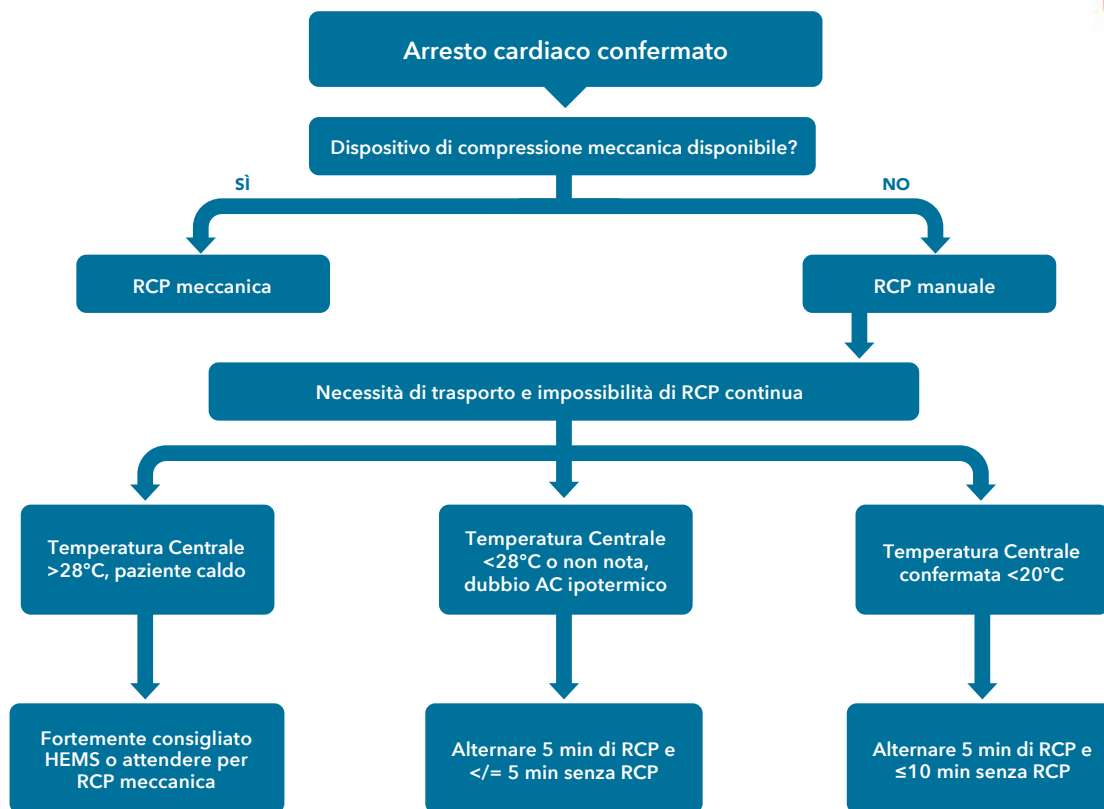 Arresto cardiaco confermato
Dispositivo di compressione meccanica disponibile?
SÌ
NO
RCP meccanica
RCP manuale
Necessità di trasporto e impossibilità di RCP continua
Temperatura Centrale
>28°C, paziente caldo
Temperatura Centrale
<28°C o non nota,
dubbio AC ipotermico
Temperatura Centrale
confermata <20°C
Fortemente consigliato
HEMS o attendere per
RCP meccanica
Alternare 5 min di RCP e
</= 5 min senza RCP
Alternare 5 min di RCP e
≤10 min senza RCP